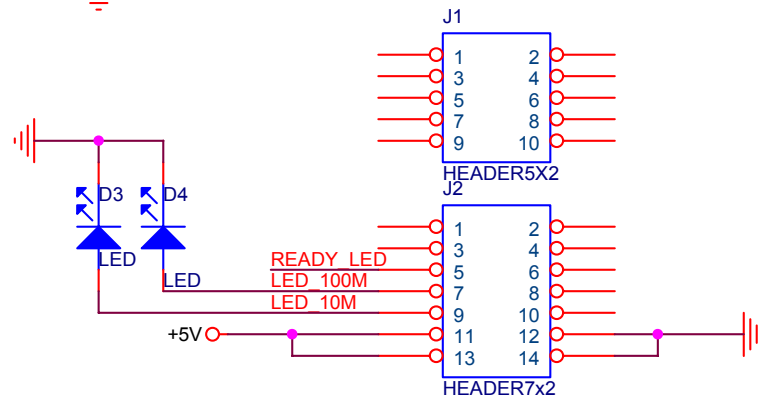 J1
1 2
3 4
5 6
7 8
9 10
HEADER5X2
J2
D3 D4
1 2
LED
3 4
READY_LED
5 6
LED
LED_100M
7 8
LED_10M
9 10
+5V
11 12
13 14
HEADER7x2